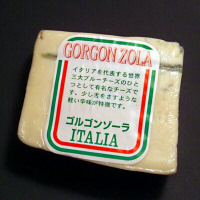 GORGON ZOLA
イタリアを代表する世界
三大ブルーチーズのひと
つとして有名なチーズで
す。少し舌をさすような
軽い辛味が特徴です。
ゴルゴンゾーラ
ITALIA